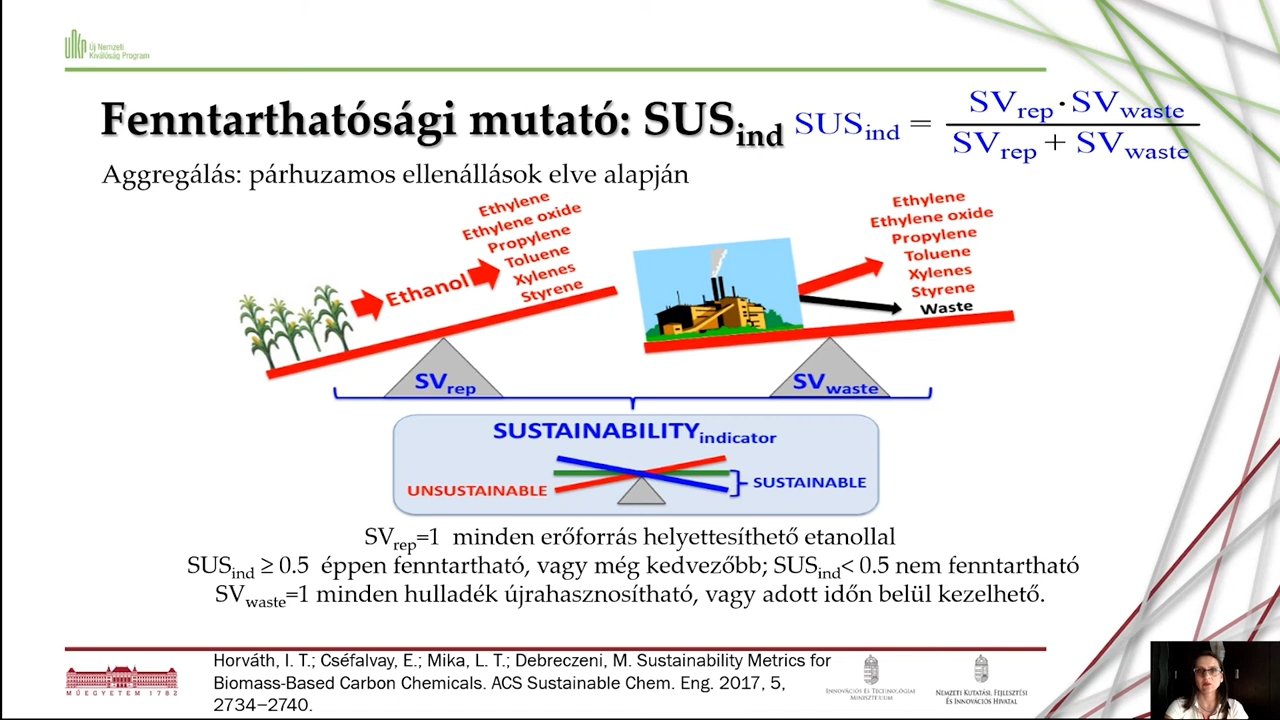 Új Nemzeti
Kiválóság Program
Fenntarthatósági mutató: SUSind
SUSind = SVrep · SVwaste / SVrep + SVwaste
Aggregálás: párhuzamos ellenállások elve alapján
Ethanol
Ethylene
Ethylene oxide
Propylene
Toluene
Xylenes
Styrene
SVrep
Ethylene
Ethylene oxide
Propylene
Toluene
Xylenes
Styrene
Waste
SVwaste
SUSTAINABILITYindicator
UNSUSTAINABLE
SUSTAINABLE
SVrep=1 minden erőforrás helyettesíthető etanollal
SUSind ≥ 0.5 éppen fenntartható, vagy még kedvezőbb; SUSind< 0.5 nem fenntartható
SVwaste=1 minden hulladék újrahasznosítható, vagy adott időn belül kezelhető.
MŰEGYETEM 1782
Horváth, I. T.; Cséfalvay, E.; Mika, L. T.; Debreczeni, M. Sustainability Metrics for
Biomass-Based Carbon Chemicals. ACS Sustainable Chem. Eng. 2017, 5,
2734−2740.
INNOVÁCIÓS ÉS TECHNOLÓGIAI
MINISZTÉRIUM
NEMZETI KUTATÁSI, FEJLESZTÉSI
ÉS INNOVÁCIÓS HIVATAL